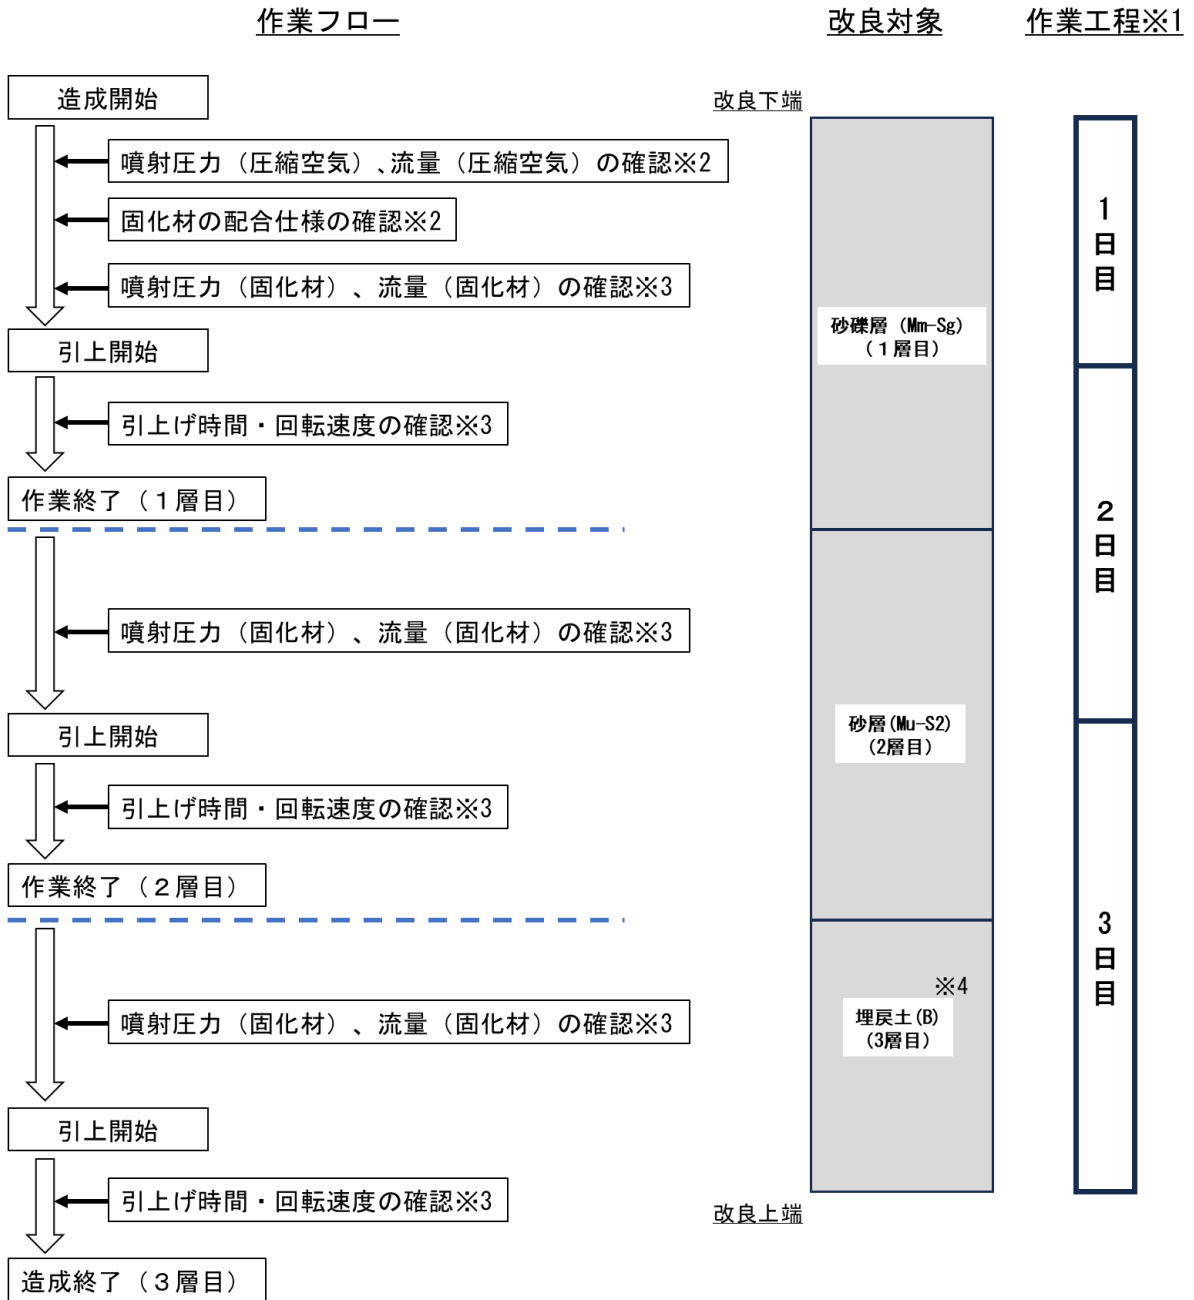 作業フロー
改良対象
作業工程※1
造成開始
改良下端
噴射圧力（圧縮空気）、流量（圧縮空気）の確認※2
固化材の配合仕様の確認※2
噴射圧力（固化材）、流量（固化材）の確認※3
引上開始
引上げ時間・回転速度の確認※3
作業終了（１層目）
噴射圧力（固化材）、流量（固化材）の確認※3
引上開始
引上げ時間・回転速度の確認※3
作業終了（２層目）
噴射圧力（固化材）、流量（固化材）の確認※3
引上開始
引上げ時間・回転速度の確認※3
造成終了（３層目）
砂礫層（Mm-Sg）
（１層目）
砂層(Mu-S2)
(2層目)
※4
埋戻土(B)
(3層目)
改良上端
1日目
2日目
3日目